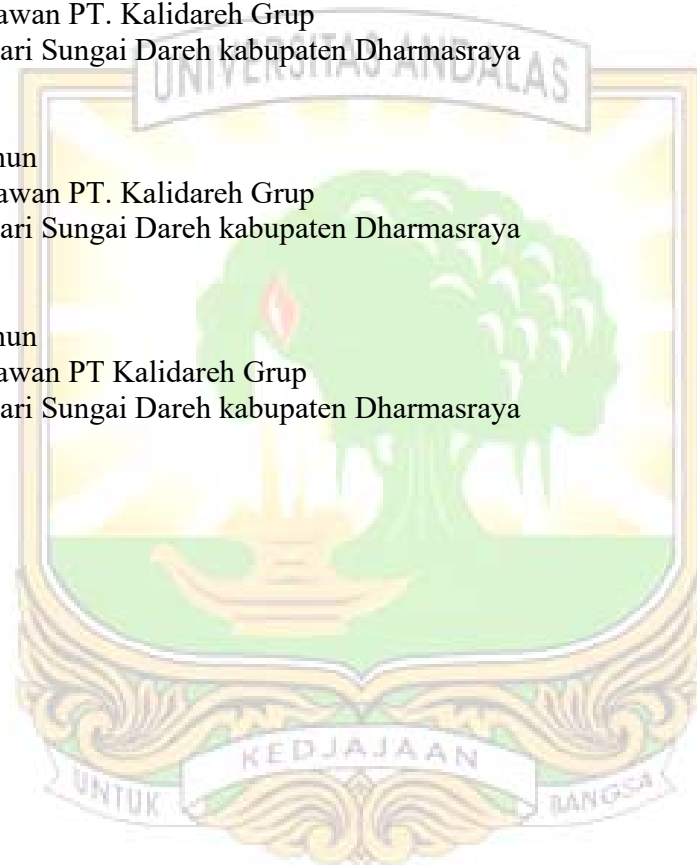 awan PT. Kalidareh Grup
ari Sungai Dareh kabupaten Dharmasraya
UNIVERSITAS ANDALAS
hun
awan PT. Kalidareh Grup
ari Sungai Dareh kabupaten Dharmasraya
hun
awan PT Kalidareh Grup
ari Sungai Dareh kabupaten Dharmasraya
KEDJAJAAN
UNTUK BANGSA